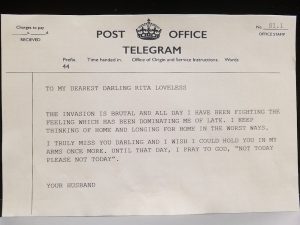 Charges to pay
s. d.
RECEIVED
POST OFFICE
TELEGRAM
No.
OFFICE STAMP
Prefix. Time handed in. Office of Origin and Service Instructions. Words.
44
TO MY DEAREST DARLING RITA LOVELESS
THE INVASION IS BRUTAL AND ALL DAY I HAVE BEEN FIGHTING THE
FEELING WHICH HAS BEEN DOMINATING ME OF LATE. I KEEP
THINKING OF HOME AND LONGING FOR HOME IN THE WORST WAYS.
I TRULY MISS YOU DARLING AND I WISH I COULD HOLD YOU IN MY
ARMS ONCE MORE. UNTIL THAT DAY, I PRAY TO GOD, "NOT TODAY
PLEASE NOT TODAY".
YOUR HUSBAND